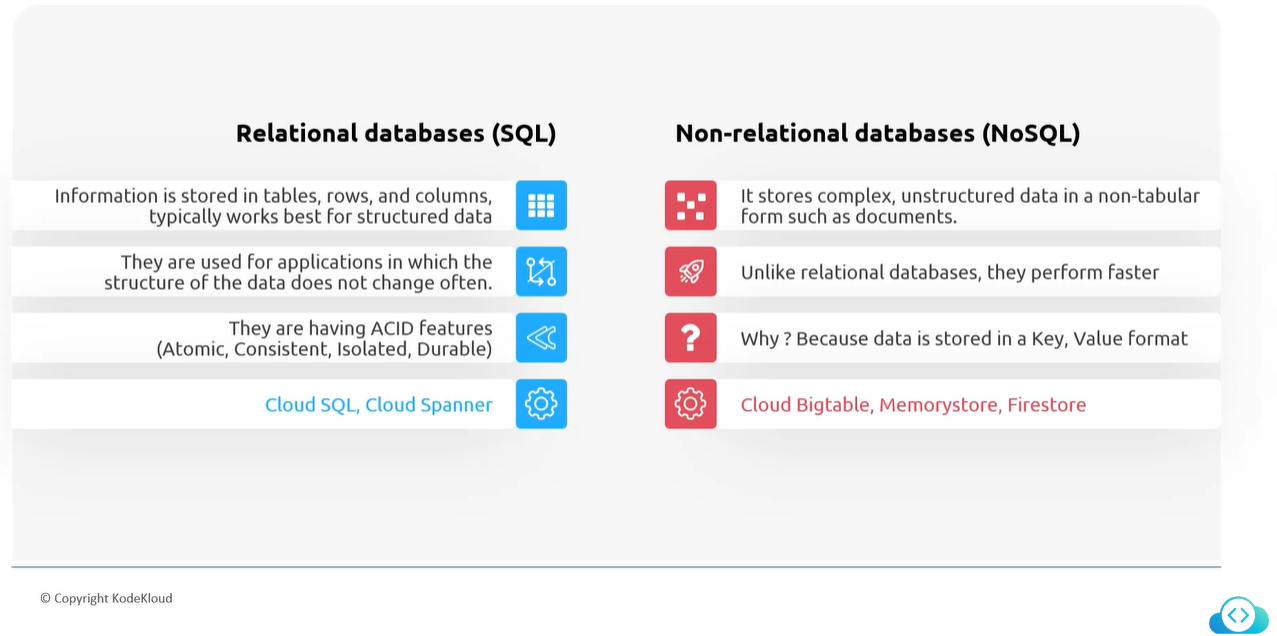 Relational databases (SQL)
Information is stored in tables, rows, and columns,
typically works best for structured data
They are used for applications in which the
structure of the data does not change often.
They are having ACID features
(Atomic, Consistent, Isolated, Durable)
Cloud SQL, Cloud Spanner
Non-relational databases (NoSQL)
It stores complex, unstructured data in a non-tabular
form such as documents.
Unlike relational databases, they perform faster
Why ? Because data is stored in a Key, Value format
Cloud Bigtable, Memorystore, Firestore
© Copyright KodeKloud